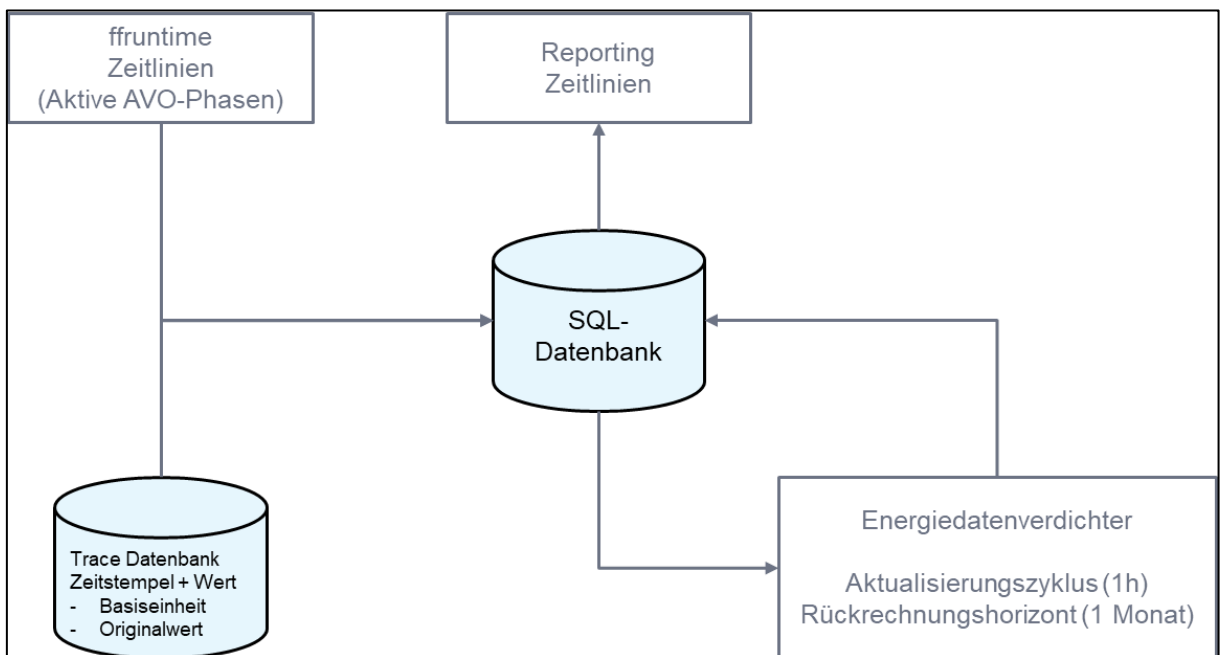 ffruntime
Zeitlinien
(Aktive AVO-Phasen)
Reporting
Zeitlinien
SQL-
Datenbank
Trace Datenbank
Zeitstempel + Wert
- Basiseinheit
- Originalwert
Energiedatenverdichter
Aktualisierungszyklus (1h)
Rückrechnungshorizont (1 Monat)